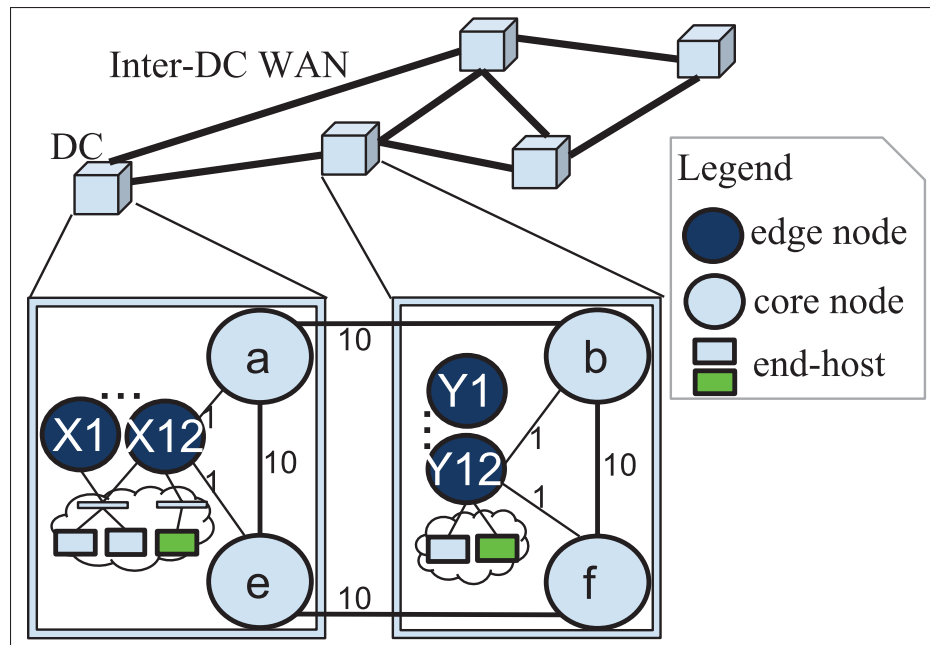 Inter-DC WAN
DC
Legend
edge node
core node
end-host
a
10
b
...
X1
X12
1
1
10
Y1
...
Y12
1
1
10
e
10
f